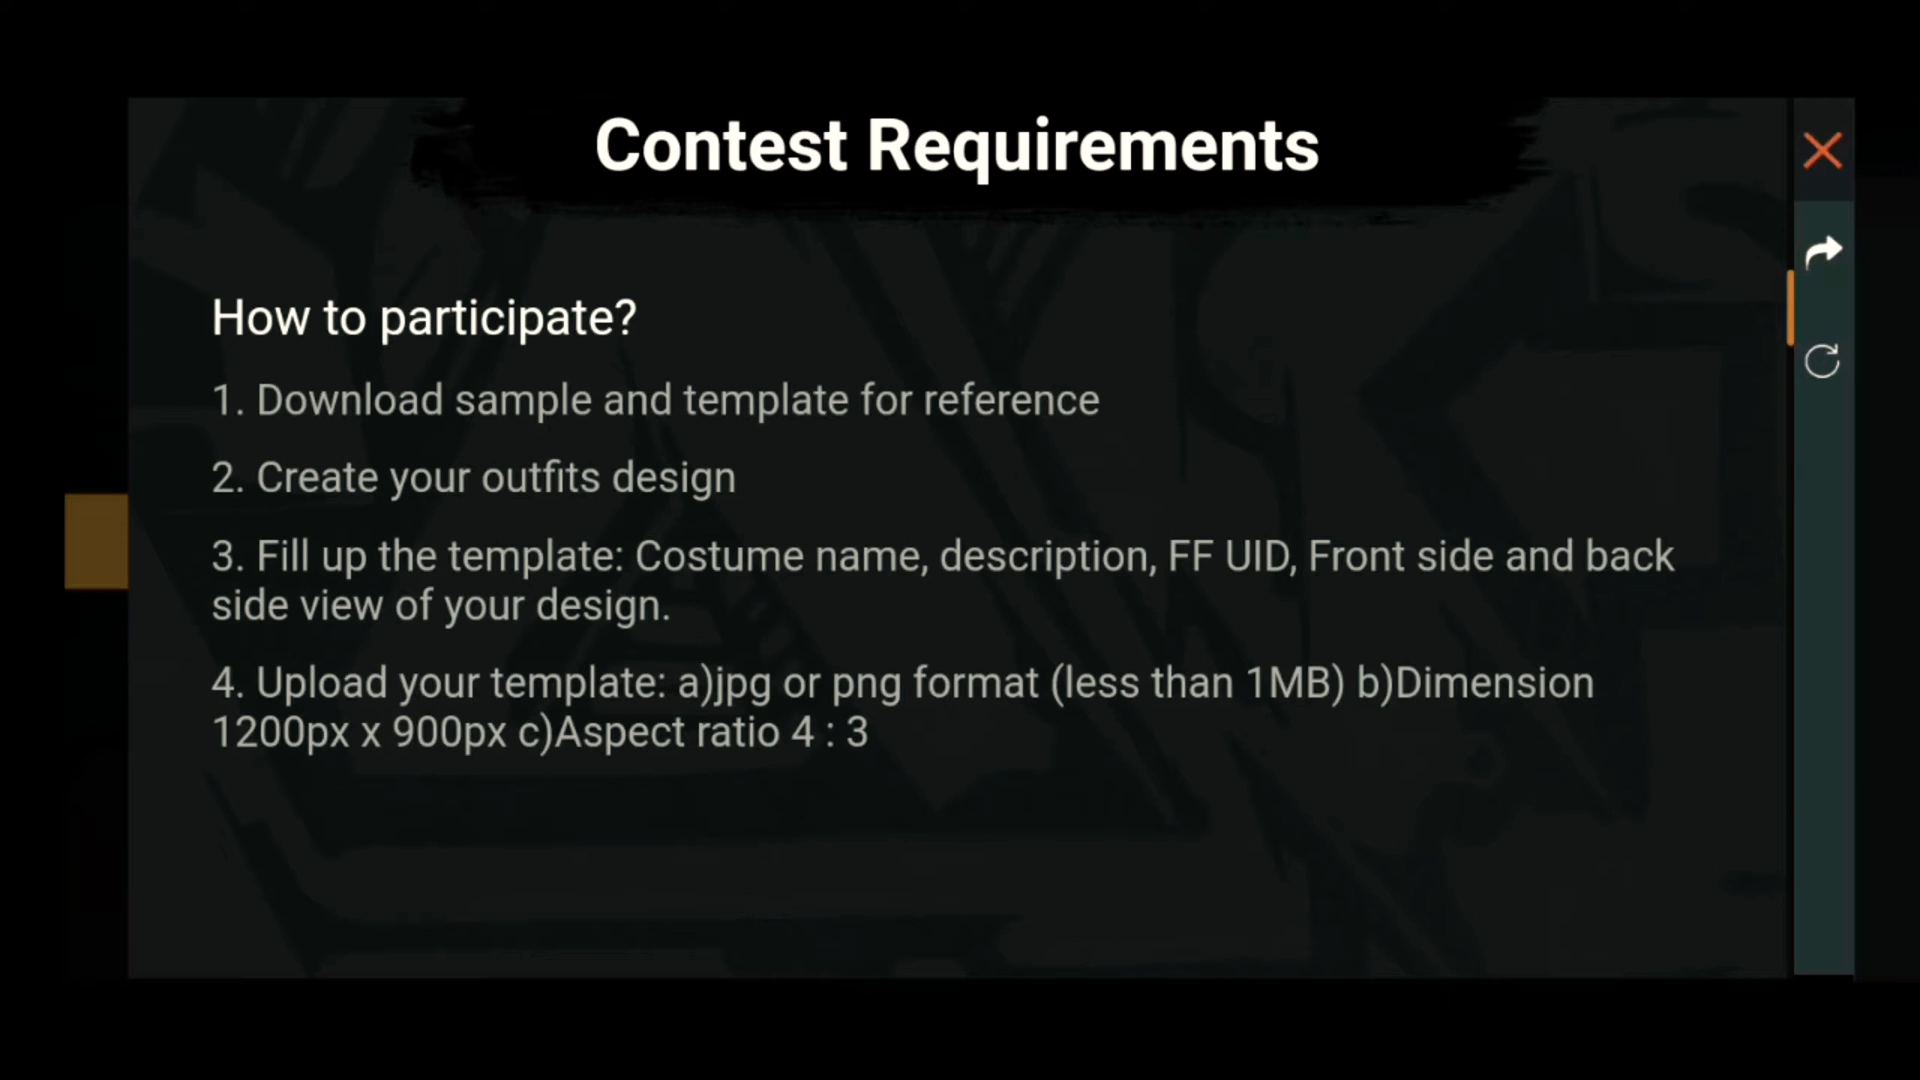 Contest Requirements
How to participate?
1. Download sample and template for reference
2. Create your outfits design
3. Fill up the template: Costume name, description, FF UID, Front side and back
side view of your design.
4. Upload your template: a)jpg or png format (less than 1MB) b)Dimension
1200px x 900px c)Aspect ratio 4 : 3